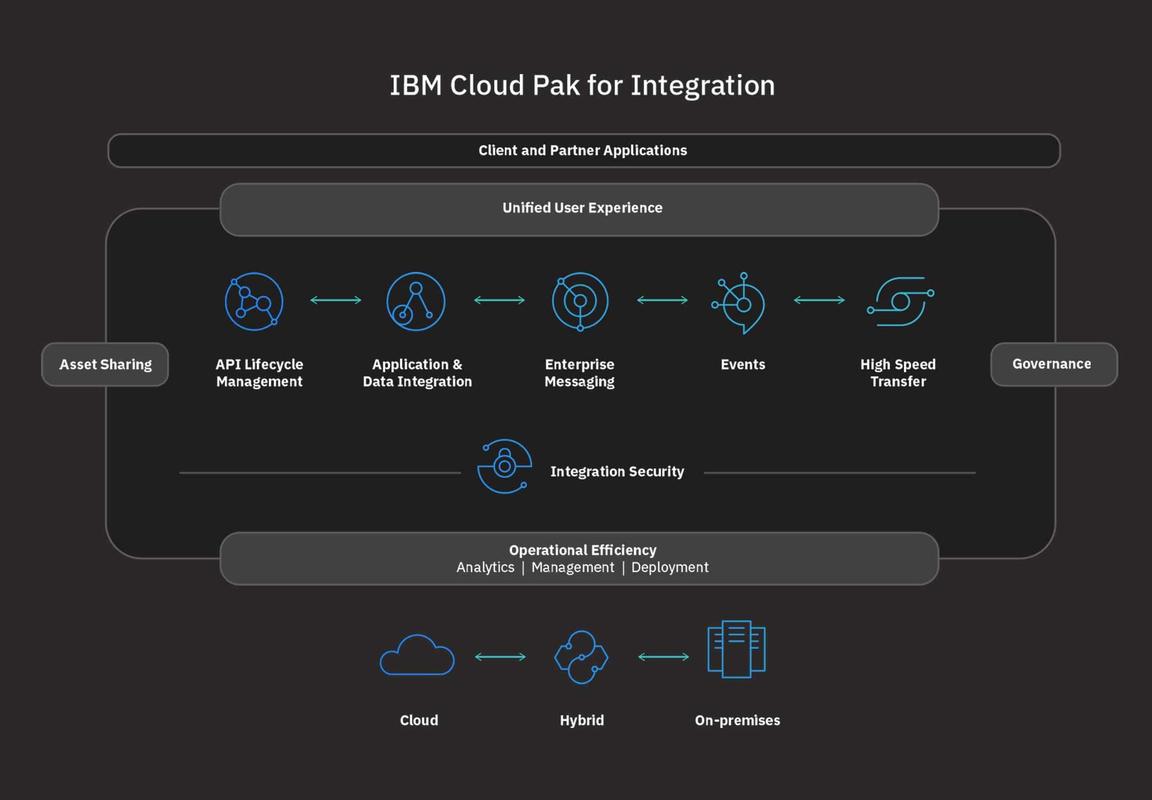 IBM Cloud Pak for Integration
Client and Partner Applications
Unified User Experience
Asset Sharing
API Lifecycle
Management
Application &
Data Integration
Enterprise
Messaging
Events
High Speed
Transfer
Governance
Integration Security
Operational Efficiency
Analytics | Management | Deployment
Cloud
Hybrid
On-premises